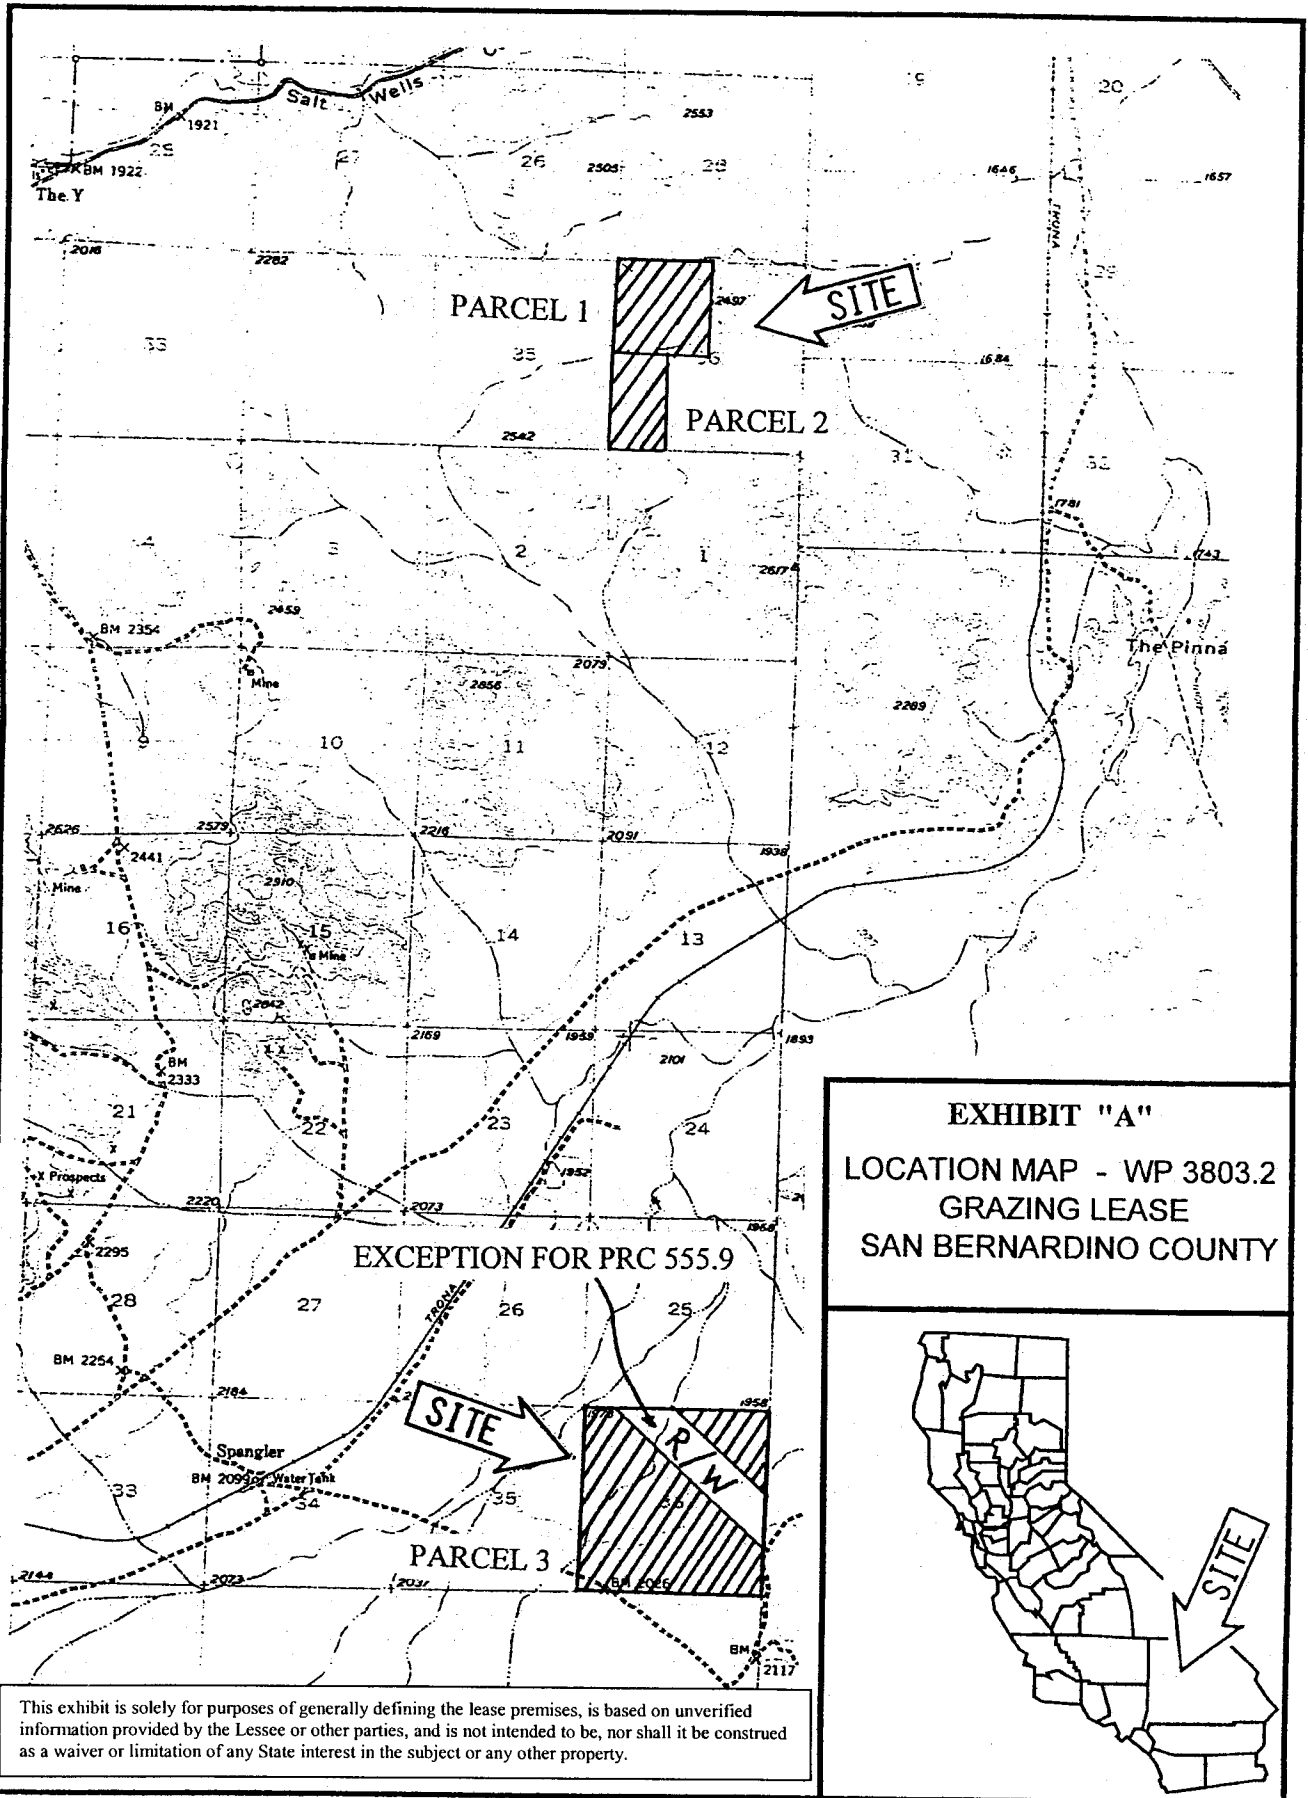 19
20
Salt Wells
BM
1921
2553
25
27
26
2505
28
1646
1657
BM 1922
The Y
TRONA
2016
2282
29
PARCEL 1
2497
SITE
33
35
36
1684
PARCEL 2
2542
31
32
1781
4
3
2
1
2617
1743
2459
BM 2354
The Pinna
2079
Mine
2856
2289
9
10
11
12
2626
2579
2216
2091
1938
2441
Mine
2910
16
15
14
13
Mine
2842
2169
1959
1893
2101
BM
2333
21
22
23
24
Prospects
1952
2220
2073
1968
2295
EXCEPTION FOR PRC 555.9
28
27
TRONA
26
25
BM 2254
2184
1958
SITE
R/W
Spangler
BM 2099
Water Tank
33
34
35
36
PARCEL 3
2144
2073
2037
BM 2026
BM
2117
EXHIBIT "A"
LOCATION MAP - WP 3803.2
GRAZING LEASE
SAN BERNARDINO COUNTY
SITE
This exhibit is solely for purposes of generally defining the lease premises, is based on unverified
information provided by the Lessee or other parties, and is not intended to be, nor shall it be construed
as a waiver or limitation of any State interest in the subject or any other property.